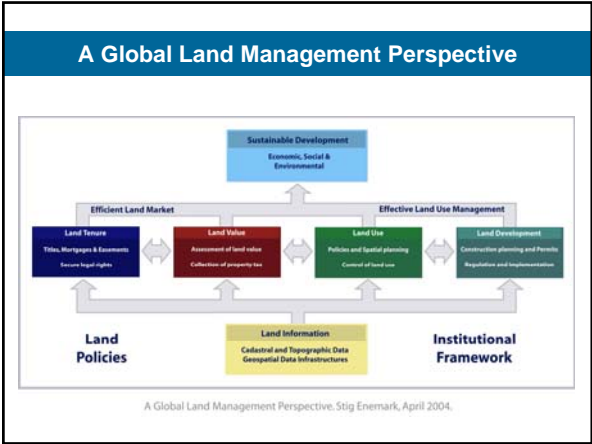 A Global Land Management Perspective
Sustainable Development
Economic, Social &
Environmental
Efficient Land Market
Effective Land Use Management
Land Tenure
Titles, Mortgages & Easements
Secure legal rights
Land Value
Assessment of land value
Collection of property tax
Land Use
Policies and Spatial planning
Control of land use
Land Development
Construction planning and Permits
Regulation and Implementation
Land
Policies
Land Information
Cadastral and Topographic Data
Geospatial Data Infrastructures
Institutional
Framework
A Global Land Management Perspective. Stig Enemark, April 2004.